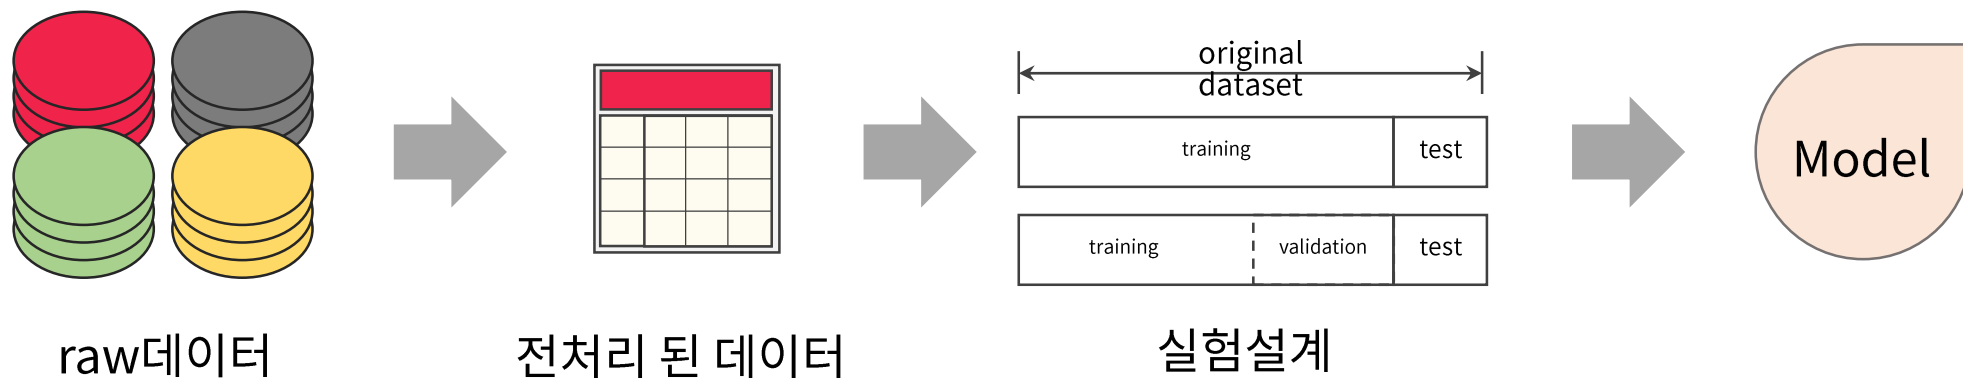 original
dataset
training
test
training
validation
test
Model
raw데이터
전처리 된 데이터
실험설계